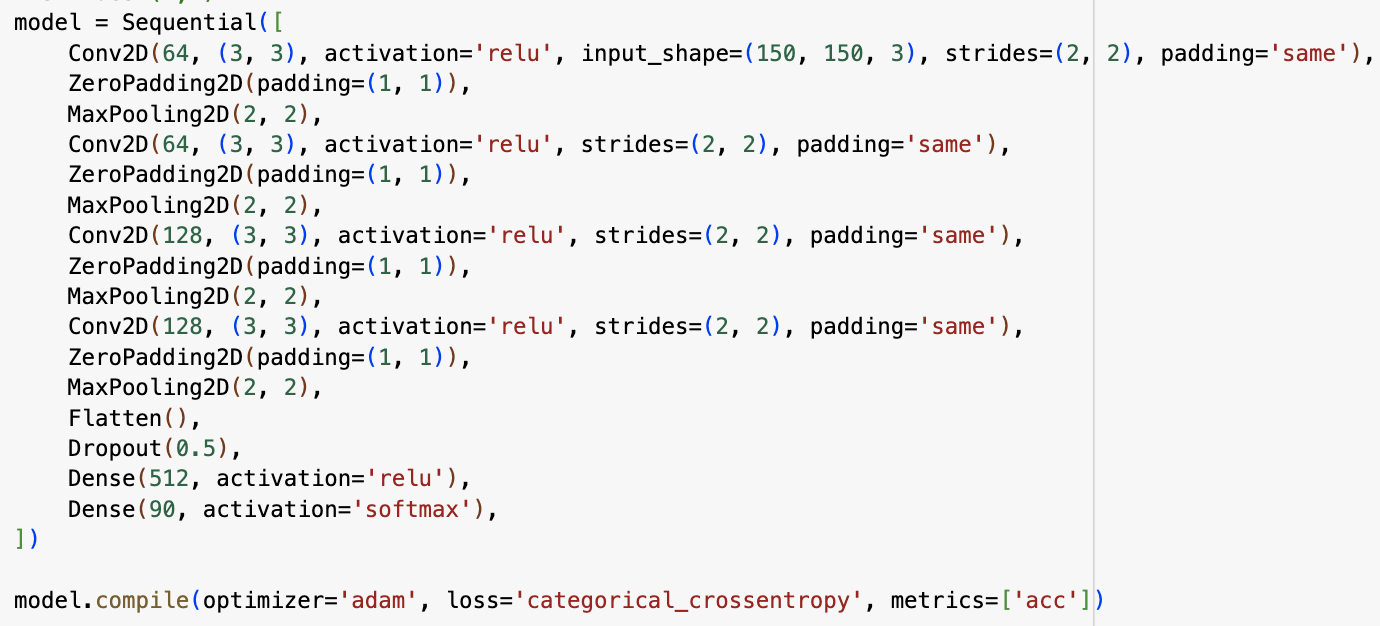 model = Sequential([
    Conv2D(64, (3, 3), activation='relu', input_shape=(150, 150, 3), strides=(2, 2), padding='same'),
    ZeroPadding2D(padding=(1, 1)),
    MaxPooling2D(2, 2),
    Conv2D(64, (3, 3), activation='relu', strides=(2, 2), padding='same'),
    ZeroPadding2D(padding=(1, 1)),
    MaxPooling2D(2, 2),
    Conv2D(128, (3, 3), activation='relu', strides=(2, 2), padding='same'),
    ZeroPadding2D(padding=(1, 1)),
    MaxPooling2D(2, 2),
    Conv2D(128, (3, 3), activation='relu', strides=(2, 2), padding='same'),
    ZeroPadding2D(padding=(1, 1)),
    MaxPooling2D(2, 2),
    Flatten(),
    Dropout(0.5),
    Dense(512, activation='relu'),
    Dense(90, activation='softmax'),
])
model.compile(optimizer='adam', loss='categorical_crossentropy', metrics=['acc'])